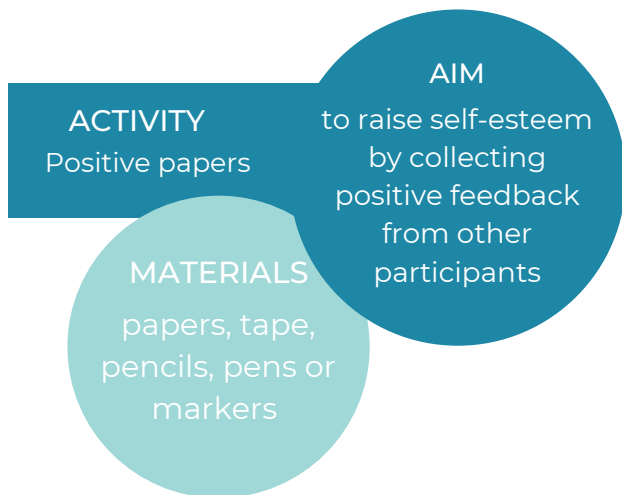 ACTIVITY
Positive papers
AIM
to raise self-esteem
by collecting
positive feedback
from other
participants
MATERIALS
papers, tape,
pencils, pens or
markers